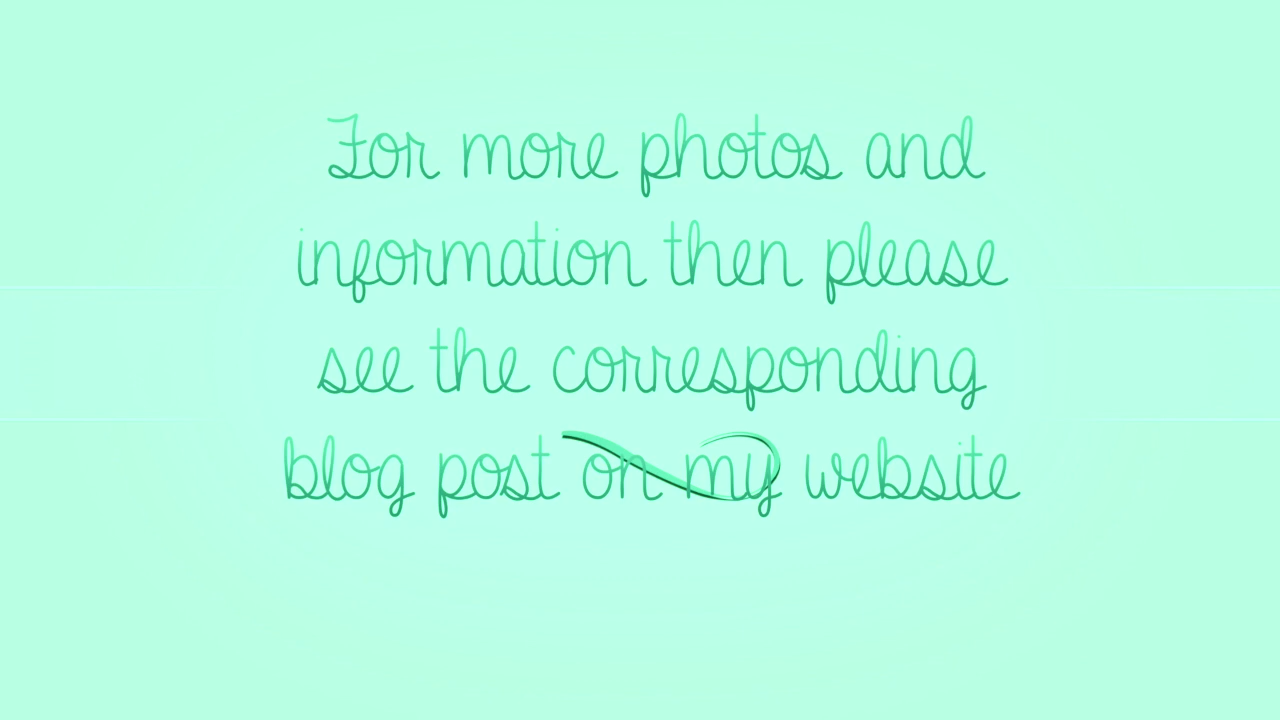 For more photos and
information then please
see the corresponding
blog post on my website